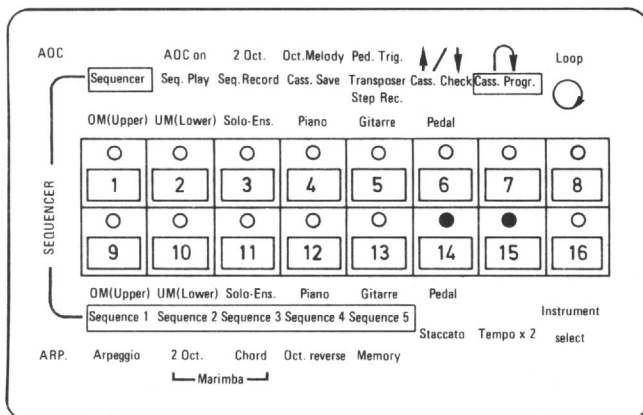 AOC AOC on 2 Oct. Oct.Melody Ped. Trig. Loop
Sequencer Seq. Play Seq.Record Cass. Save Transposer Cass. Check Cass. Progr.
Step Rec.
OM(Upper) UM(Lower) Solo-Ens. Piano Gitarre Pedal
1 2 3 4 5 6 7 8
SEQUENCER
9 10 11 12 13 14 15 16
OM(Upper) UM(Lower) Solo-Ens. Piano Gitarre Pedal
Sequence 1 Sequence 2 Sequence 3 Sequence 4 Sequence 5
Staccato Tempo x 2 Instrument select
ARP. Arpeggio 2 Oct. Chord Oct. reverse Memory
Marimba